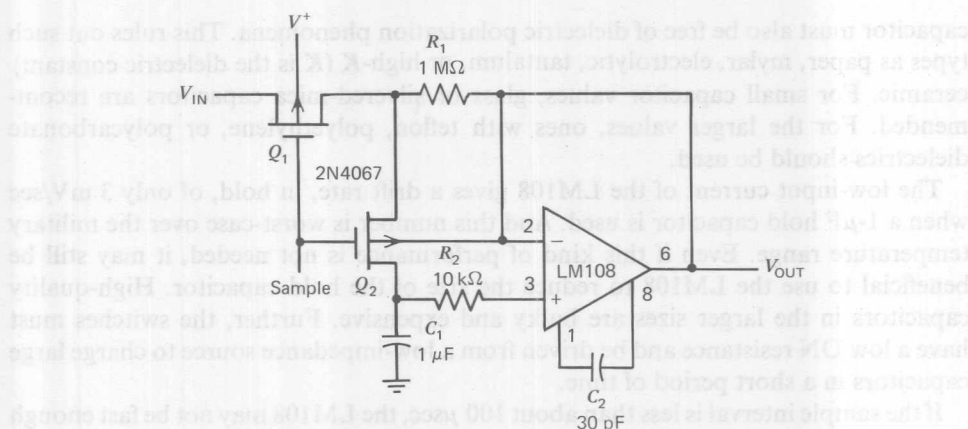 capacitor must also be free of dielectric polarization phenomena. This rules out such
types as paper, mylar, electrolytic, tantalum, or high-K (K is the dielectric constant)
ceramic. For small capacitor values, glass or silvered mica capacitors are recom-
mended. For the larger values, ones with teflon, polyethylene, or polycarbonate
dielectrics should be used.
The low input current of the LM108 gives a drift rate, in hold, of only 3 mV/sec
when a 1-μF hold capacitor is used. And this number is worst-case over the military
temperature range. Even if this kind of performance is not needed, it may still be
beneficial to use the LM108 to reduce the size of the hold capacitor. High-quality
capacitors in the larger sizes are bulky and expensive. Further, the switches must
have a low ON resistance and be driven from a low-impedance source to charge large
capacitors in a short period of time.
If the sample interval is less than about 100 μsec, the LM108 may not be fast enough
V+
R1
1 MΩ
VIN
Q1
2N4067
2
R2
LM108
6
VOUT
Sample
Q2
10 kΩ
3
8
C1
1 μF
1
C2
30 pF